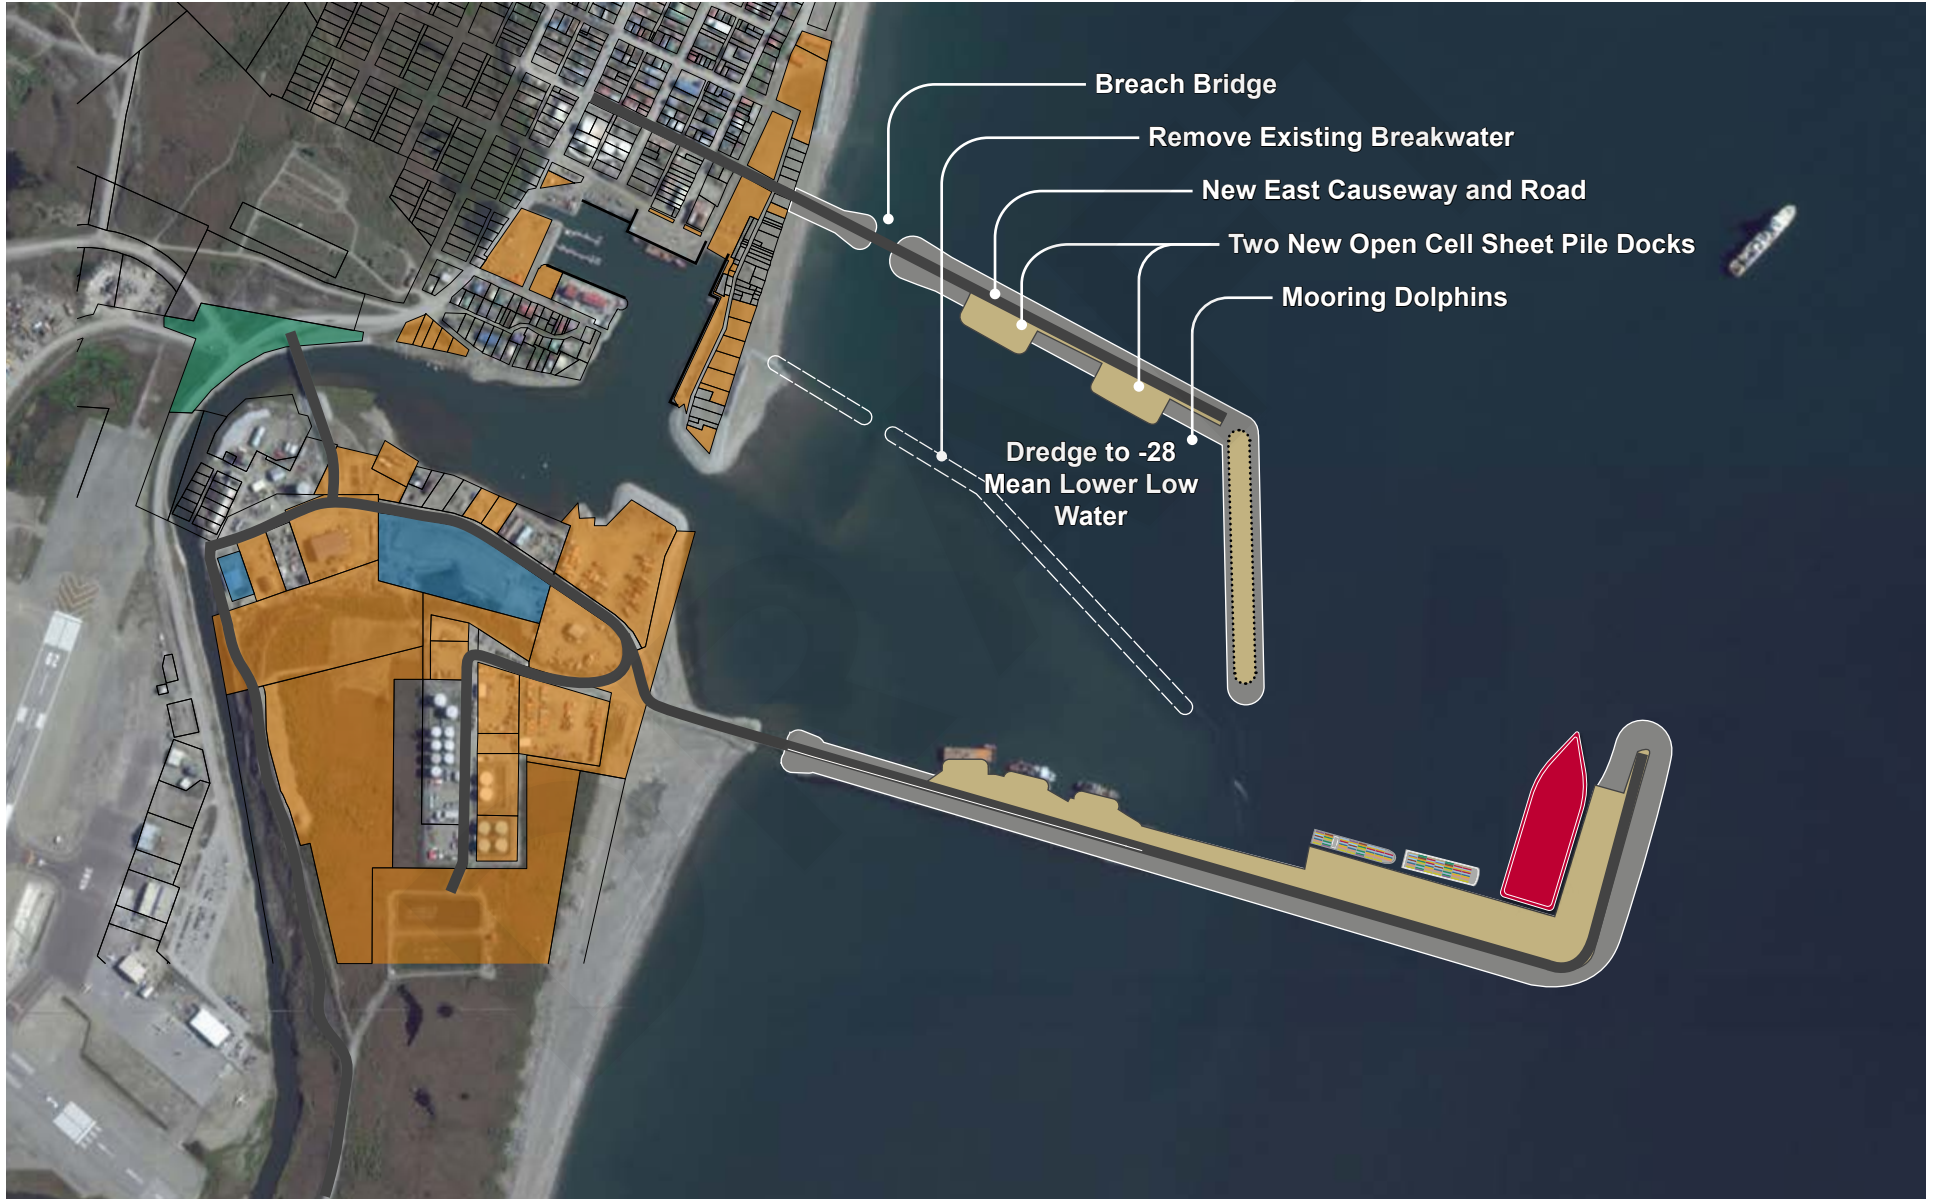 Breach Bridge
Remove Existing Breakwater
New East Causeway and Road
Two New Open Cell Sheet Pile Docks
Mooring Dolphins
Dredge to -28
Mean Lower Low
Water